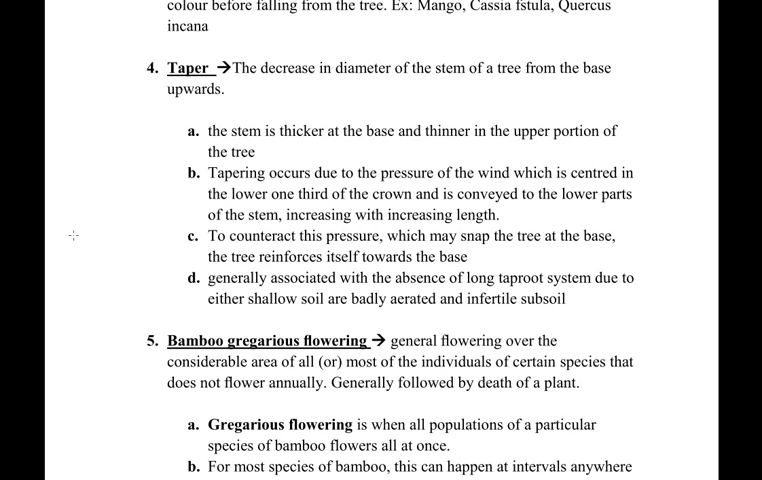 colour before falling from the tree. Ex: Mango, Cassia fstula, Quercus
incana
4. Taper →The decrease in diameter of the stem of a tree from the base
upwards.
a. the stem is thicker at the base and thinner in the upper portion of
the tree
b. Tapering occurs due to the pressure of the wind which is centred in
the lower one third of the crown and is conveyed to the lower parts
of the stem, increasing with increasing length.
c. To counteract this pressure, which may snap the tree at the base,
the tree reinforces itself towards the base
d. generally associated with the absence of long taproot system due to
either shallow soil are badly aerated and infertile subsoil
5. Bamboo gregarious flowering → general flowering over the
considerable area of all (or) most of the individuals of certain species that
does not flower annually. Generally followed by death of a plant.
a. Gregarious flowering is when all populations of a particular
species of bamboo flowers all at once.
b. For most species of bamboo, this can happen at intervals anywhere